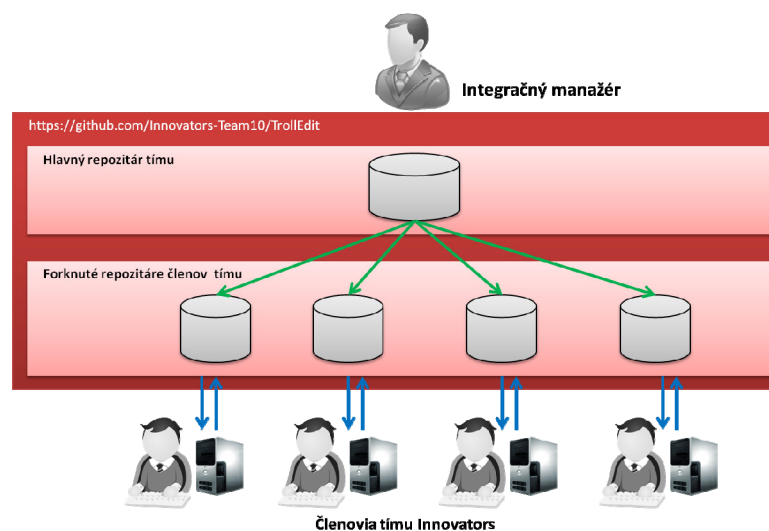 Integračný manažér
https://github.com/Innovators-Team10/TrollEdit
Hlavný repozitár tímu
Forknuté repozitáre členov tímu
Členovia tímu Innovators